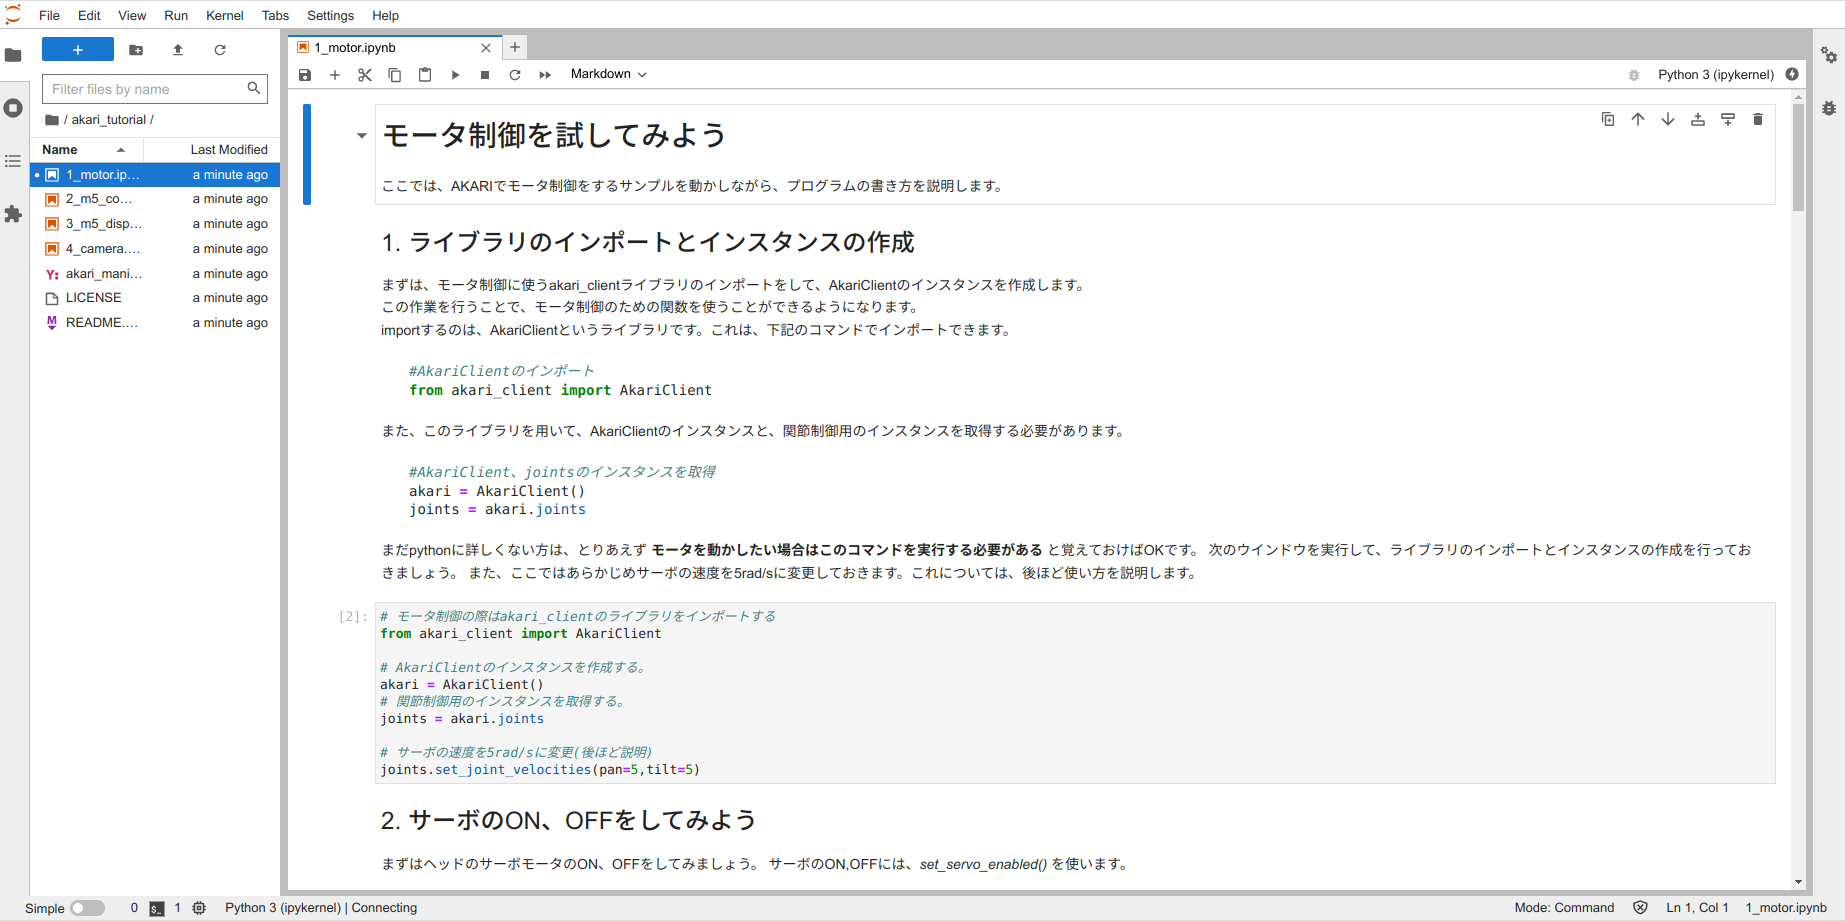 File Edit View Run Kernel Tabs Settings Help
Filter files by name
/ akari_tutorial /
Name Last Modified
1_motor.ip... a minute ago
2_m5_co... a minute ago
3_m5_disp... a minute ago
4_camera.... a minute ago
Y: akari_mani... a minute ago
LICENSE a minute ago
M README.... a minute ago
1_motor.ipynb
Markdown
Python 3 (ipykernel)
モータ制御を試してみよう
ここでは、AKARIでモータ制御をするサンプルを動かしながら、プログラムの書き方を説明します。
1. ライブラリのインポートとインスタンスの作成
まずは、モータ制御に使うakari_clientライブラリのインポートをして、AkariClientのインスタンスを作成します。
この作業を行うことで、モータ制御のための関数を使うことができるようになります。
importするのは、AkariClientというライブラリです。これは、下記のコマンドでインポートできます。
#AkariClientのインポート
from akari_client import AkariClient
また、このライブラリを用いて、AkariClientのインスタンスと、関節制御用のインスタンスを取得する必要があります。
#AkariClient、jointsのインスタンスを取得
akari = AkariClient()
joints = akari.joints
まだpythonに詳しくない方は、とりあえず モータを動かしたい場合はこのコマンドを実行する必要がある と覚えておけばOKです。 次のウインドウを実行して、ライブラリのインポートとインスタンスの作成を行ってお
きましょう。 また、ここではあらかじめサーボの速度を5rad/sに変更しておきます。これについては、後ほど使い方を説明します。
[2]: # モータ制御の際はakari_clientのライブラリをインポートする
from akari_client import AkariClient
# AkariClientのインスタンスを作成する。
akari = AkariClient()
# 関節制御用のインスタンスを取得する。
joints = akari.joints
# サーボの速度を5rad/sに変更(後ほど説明)
joints.set_joint_velocities(pan=5,tilt=5)
2. サーボのON、OFFをしてみよう
まずはヘッドのサーボモータのON、OFFをしてみましょう。 サーボのON,OFFには、set_servo_enabled() を使います。
Simple 0 $_ 1 Python 3 (ipykernel) | Connecting Mode: Command Ln 1, Col 1 1_motor.ipynb